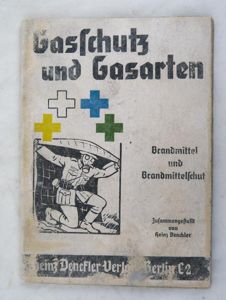 Gasschutz
und Gasarten
Brandmittel
und
Brandmittelschutz
Zusammengestellt
von
Heinz Denckler
Heinz Denckler Verlag Berlin C2